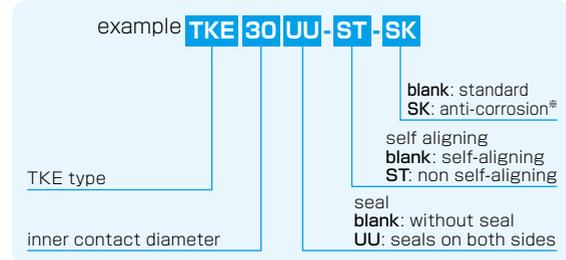 example TKE 30 UU - ST - SK
blank: standard
SK: anti-corrosion※
self aligning
blank: self-aligning
ST: non self-aligning
TKE type
seal
blank: without seal
inner contact diameter
UU: seals on both sides